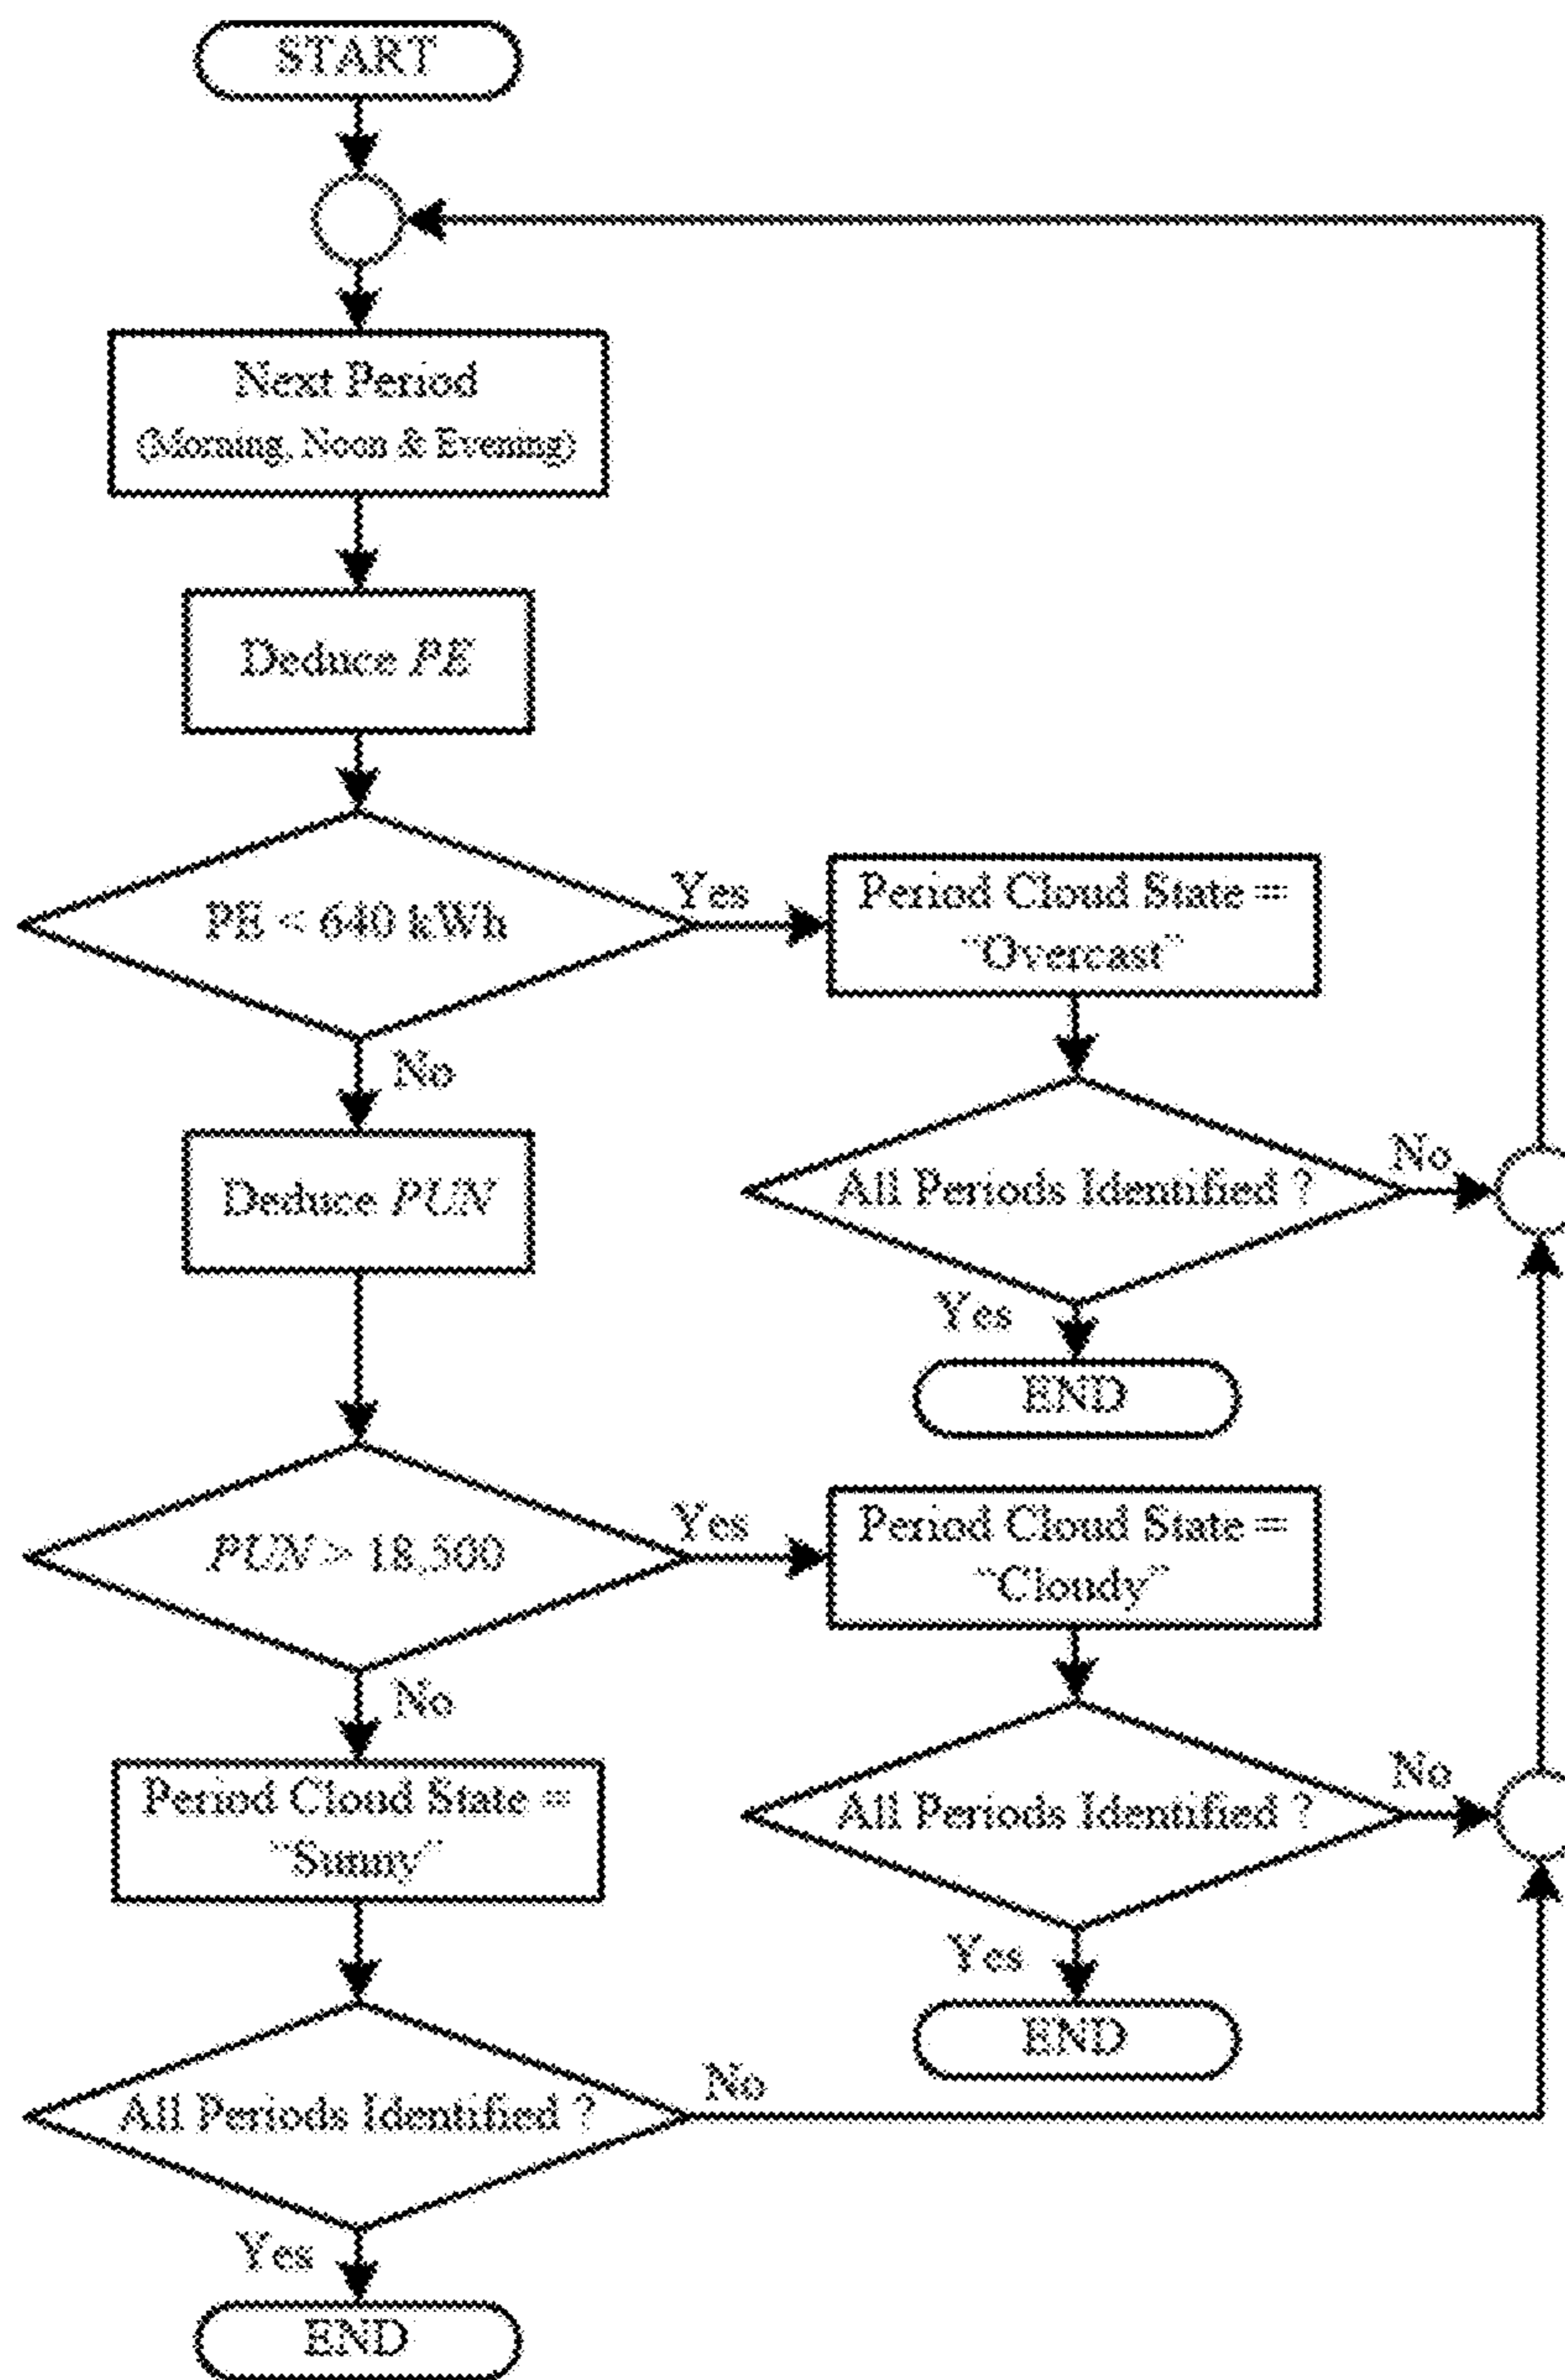 START
Next Period
(Morning, Noon & Evening)
Deduce PE
PE < 640 kWh
Yes
Period Cloud State =
“Overcast”
No
Deduce PUN
All Periods Identified ?
No
Yes
END
PUN > 18,500
Yes
Period Cloud State =
“Cloudy”
No
Period Cloud State =
“Sunny”
All Periods Identified ?
No
Yes
END
All Periods Identified ?
No
Yes
END